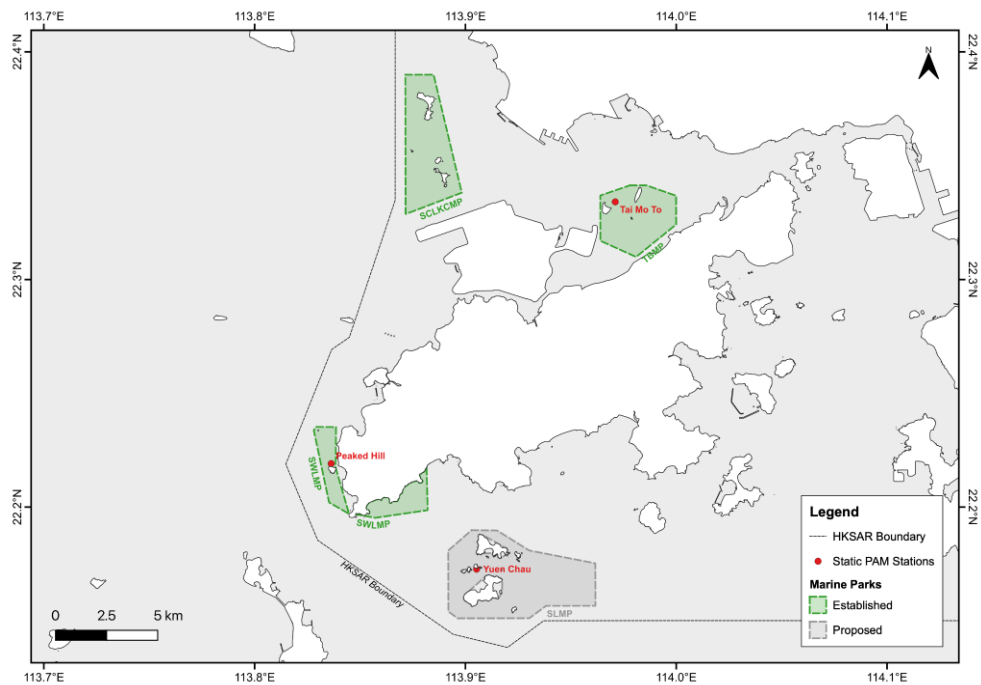 113.7°E 113.8°E 113.9°E 114.0°E 114.1°E
22.4°N 22.4°N
N
SCLKCMP
Tai Mo To
TBMP
22.3°N 22.3°N
Peaked Hill
SWLMP
22.2°N 22.2°N
SWLMP
Yuen Chau
HKSAR Boundary
SLMP
Legend
HKSAR Boundary
Static PAM Stations
Marine Parks
Established
Proposed
0 2.5 5 km
113.7°E 113.8°E 113.9°E 114.0°E 114.1°E